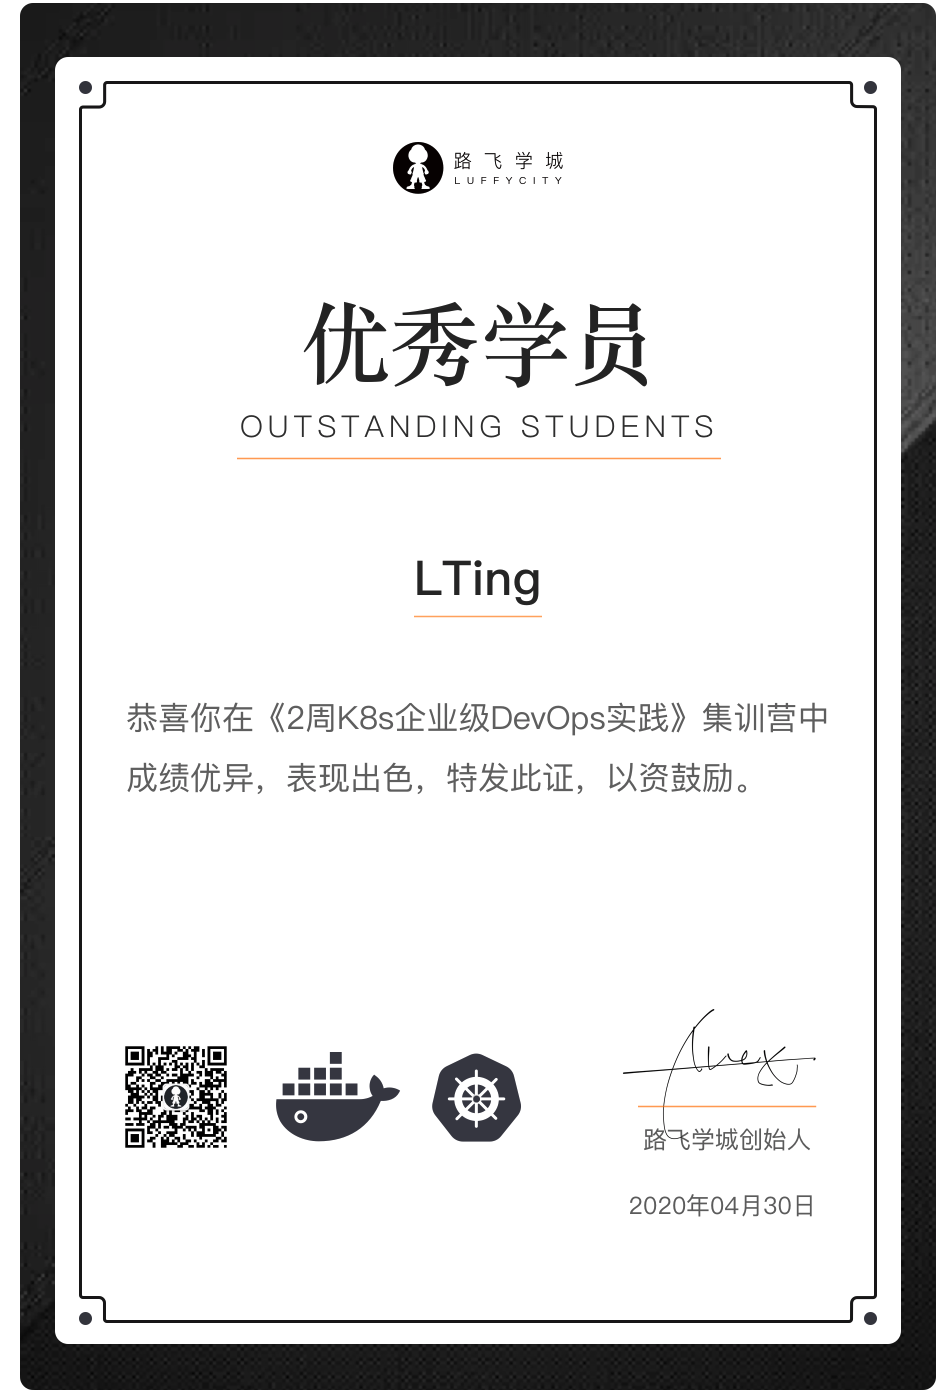 路飞学城
LUFFYCITY
优秀学员
OUTSTANDING STUDENTS
LTing
恭喜你在《2周K8s企业级DevOps实践》集训营中
成绩优异，表现出色，特发此证，以资鼓励。
Alex
路飞学城创始人
2020年04月30日